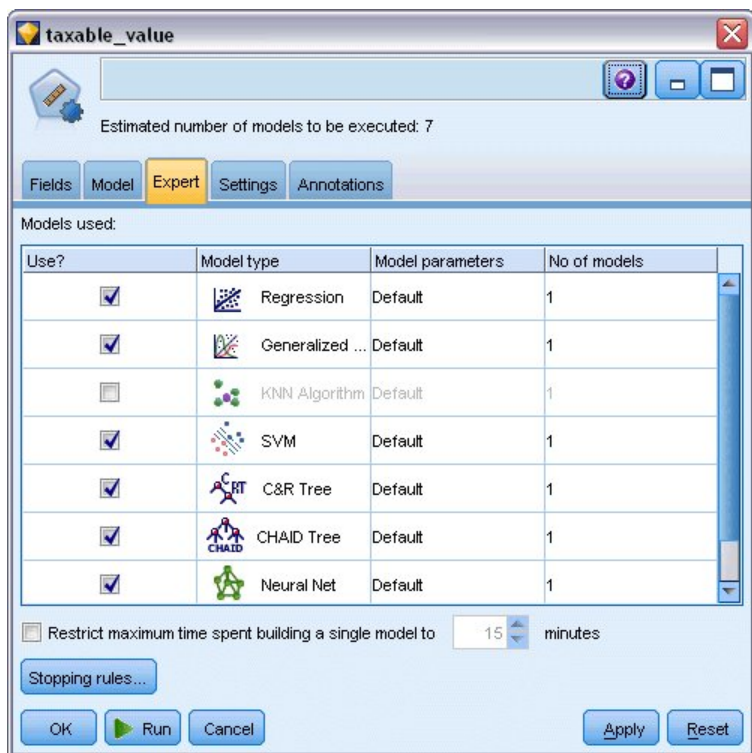 taxable_value
Estimated number of models to be executed: 7
Fields Model Expert Settings Annotations
Models used:
Use? Model type Model parameters No of models
Regression Default 1
Generalized ... Default 1
KNN Algorithm Default 1
SVM Default 1
C&R Tree Default 1
CHAID CHAID Tree Default 1
Neural Net Default 1
Restrict maximum time spent building a single model to 15 minutes
Stopping rules...
OK Run Cancel Apply Reset